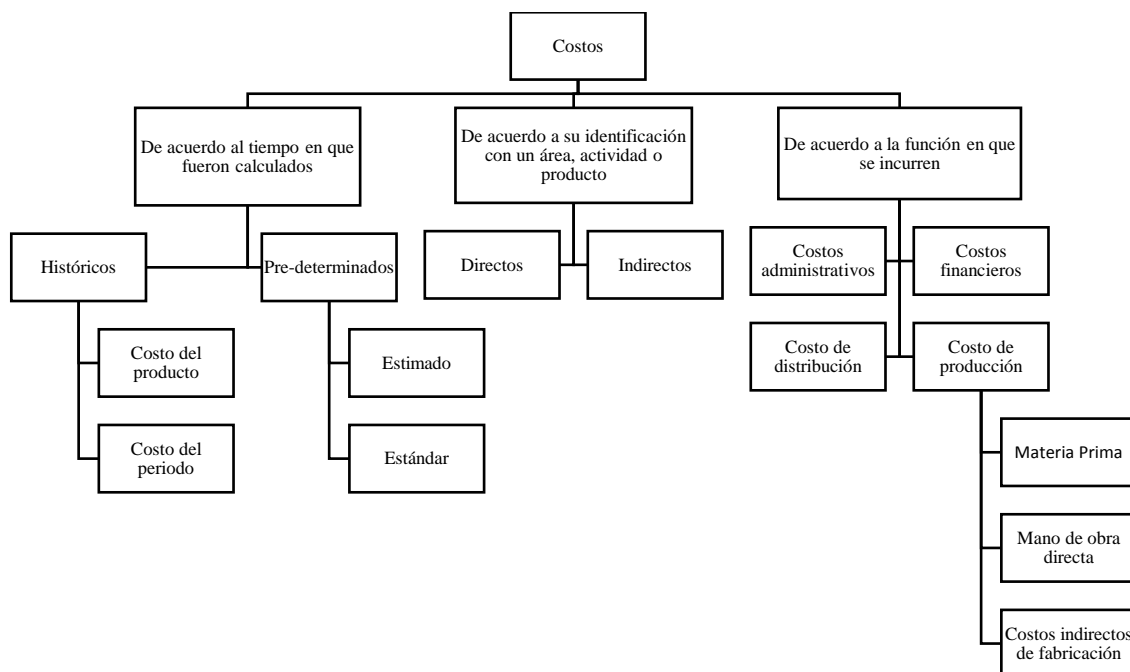 Costos
De acuerdo al tiempo en que
fueron calculados
De acuerdo a su identificación
con un área, actividad o
producto
De acuerdo a la función en que
se incurren
Históricos
Pre-determinados
Directos
Indirectos
Costos
administrativos
Costos
financieros
Costo del
producto
Estimado
Costo de
distribución
Costo de
producción
Costo del
periodo
Estándar
Materia Prima
Mano de obra
directa
Costos indirectos
de fabricación